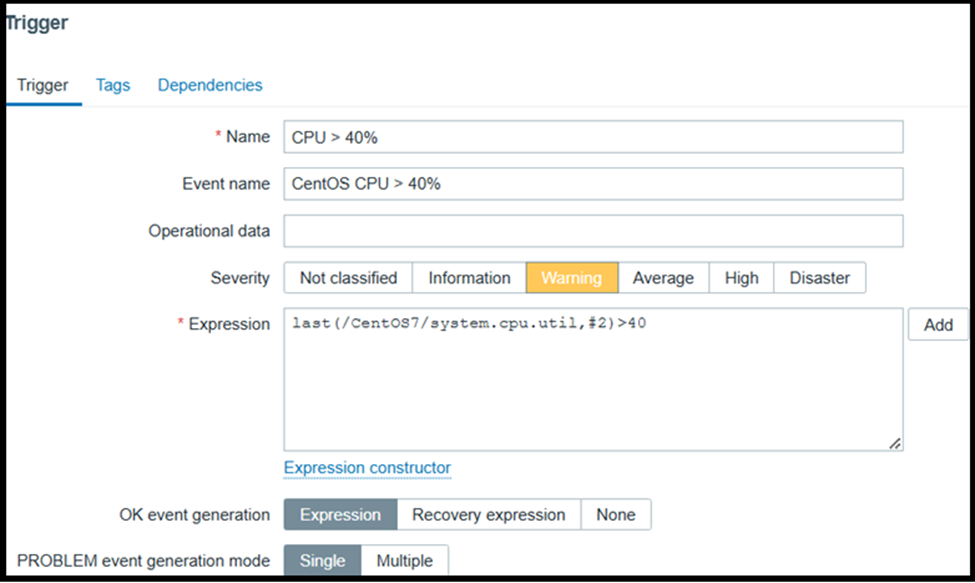 Trigger
Trigger Tags Dependencies
* Name CPU > 40%
Event name CentOS CPU > 40%
Operational data
Severity Not classified Information Warning Average High Disaster
* Expression last(/CentOS7/system.cpu.util,#2)>40 Add
Expression constructor
OK event generation Expression Recovery expression None
PROBLEM event generation mode Single Multiple